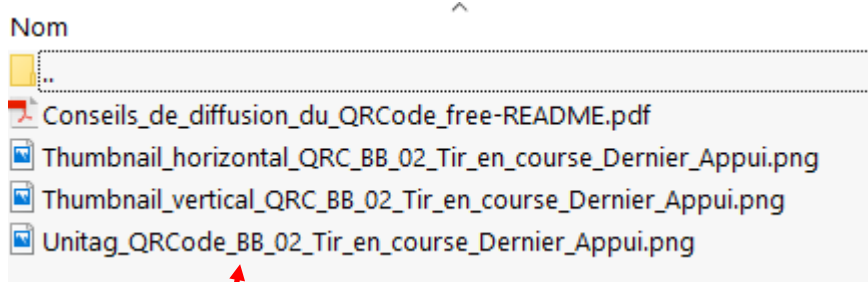 Nom
..
Conseils_de_diffusion_du_QRCode_free-README.pdf
Thumbnail_horizontal_QRC_BB_02_Tir_en_course_Dernier_Appui.png
Thumbnail_vertical_QRC_BB_02_Tir_en_course_Dernier_Appui.png
Unitag_QRCode_BB_02_Tir_en_course_Dernier_Appui.png